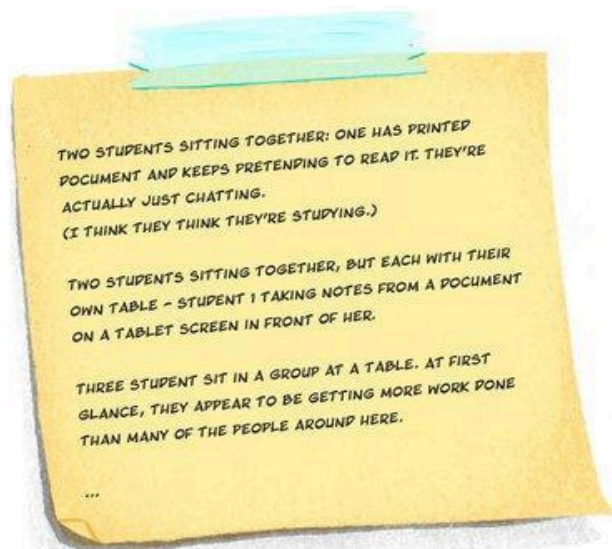 TWO STUDENTS SITTING TOGETHER: ONE HAS PRINTED
DOCUMENT AND KEEPS PRETENDING TO READ IT. THEY'RE
ACTUALLY JUST CHATTING.
(I THINK THEY THINK THEY'RE STUDYING.)
TWO STUDENTS SITTING TOGETHER, BUT EACH WITH THEIR
OWN TABLE – STUDENT 1 TAKING NOTES FROM A DOCUMENT
ON A TABLET SCREEN IN FRONT OF HER.
THREE STUDENT SIT IN A GROUP AT A TABLE. AT FIRST
GLANCE, THEY APPEAR TO BE GETTING MORE WORK DONE
THAN MANY OF THE PEOPLE AROUND HERE.
...